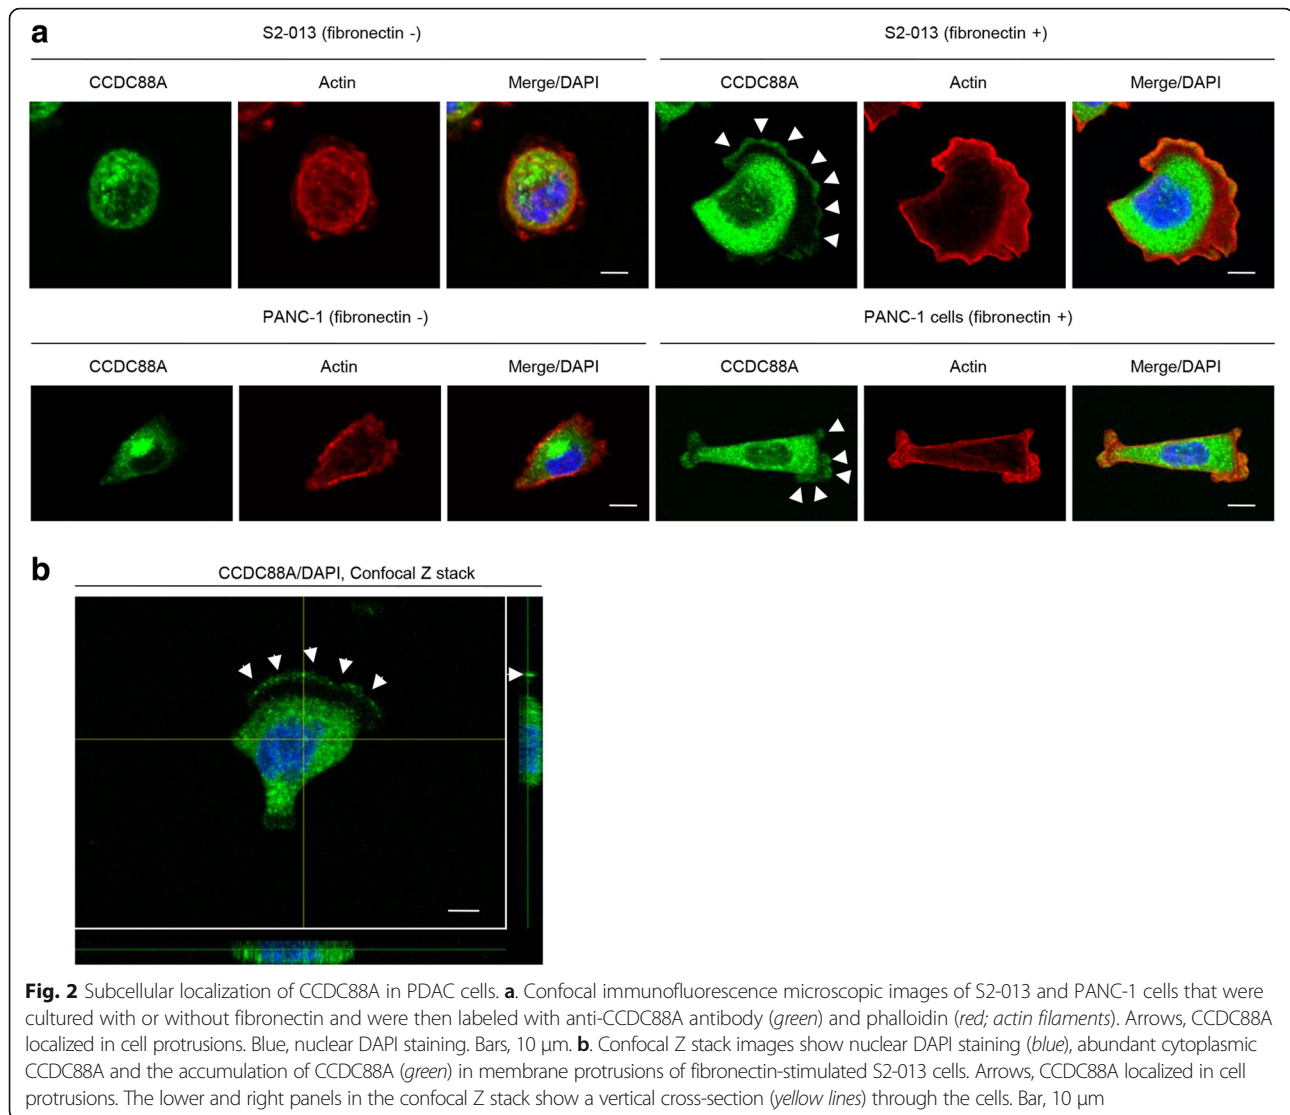 a
S2-013 (fibronectin -)
S2-013 (fibronectin +)
CCDC88A
Actin
Merge/DAPI
CCDC88A
Actin
Merge/DAPI
PANC-1 (fibronectin -)
PANC-1 cells (fibronectin +)
CCDC88A
Actin
Merge/DAPI
CCDC88A
Actin
Merge/DAPI
b
CCDC88A/DAPI, Confocal Z stack
Fig. 2 Subcellular localization of CCDC88A in PDAC cells. a. Confocal immunofluorescence microscopic images of S2-013 and PANC-1 cells that were
cultured with or without fibronectin and were then labeled with anti-CCDC88A antibody (green) and phalloidin (red; actin filaments). Arrows, CCDC88A
localized in cell protrusions. Blue, nuclear DAPI staining. Bars, 10 μm. b. Confocal Z stack images show nuclear DAPI staining (blue), abundant cytoplasmic
CCDC88A and the accumulation of CCDC88A (green) in membrane protrusions of fibronectin-stimulated S2-013 cells. Arrows, CCDC88A localized in cell
protrusions. The lower and right panels in the confocal Z stack show a vertical cross-section (yellow lines) through the cells. Bar, 10 μm